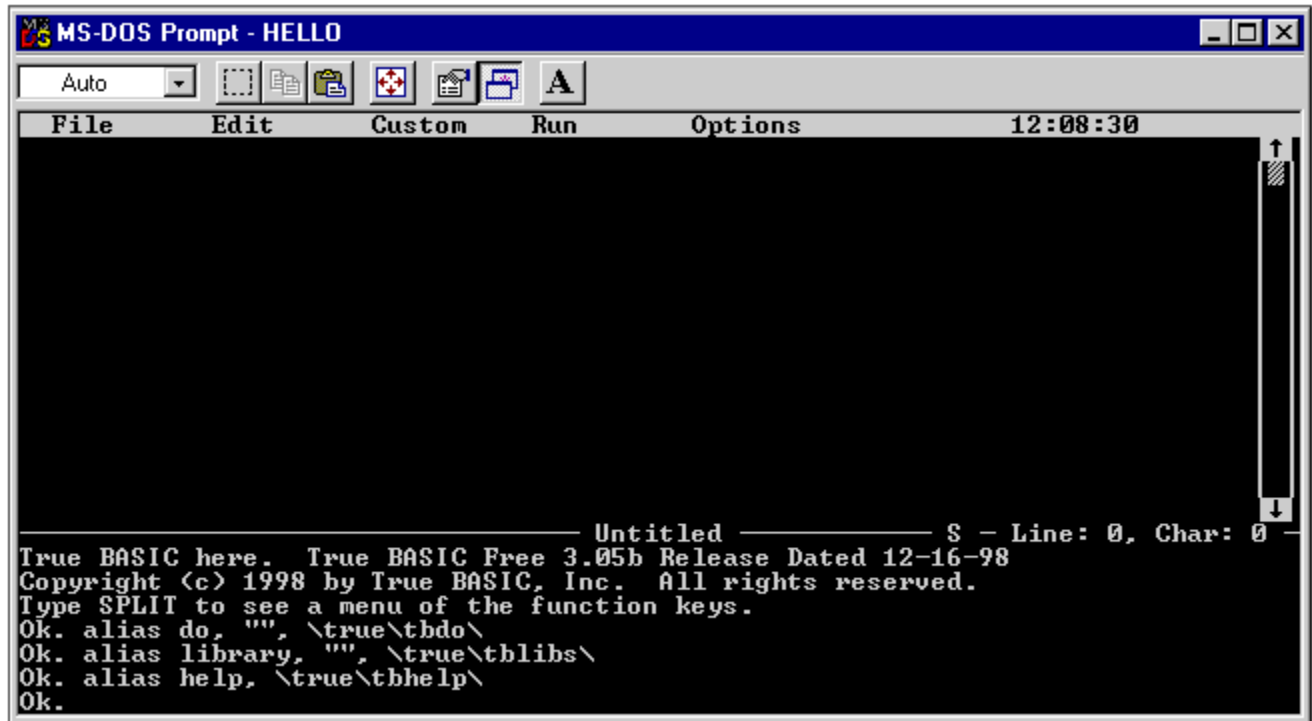 MS-DOS Prompt - HELLO
Auto
A
File Edit Custom Run Options 12:08:30
Untitled S - Line: 0, Char: 0
True BASIC here. True BASIC Free 3.05b Release Dated 12-16-98
Copyright (c) 1998 by True BASIC, Inc. All rights reserved.
Type SPLIT to see a menu of the function keys.
Ok. alias do, "", \true\tbdo\
Ok. alias library, "", \true\tblibs\
Ok. alias help, \true\tbhelp\
Ok.